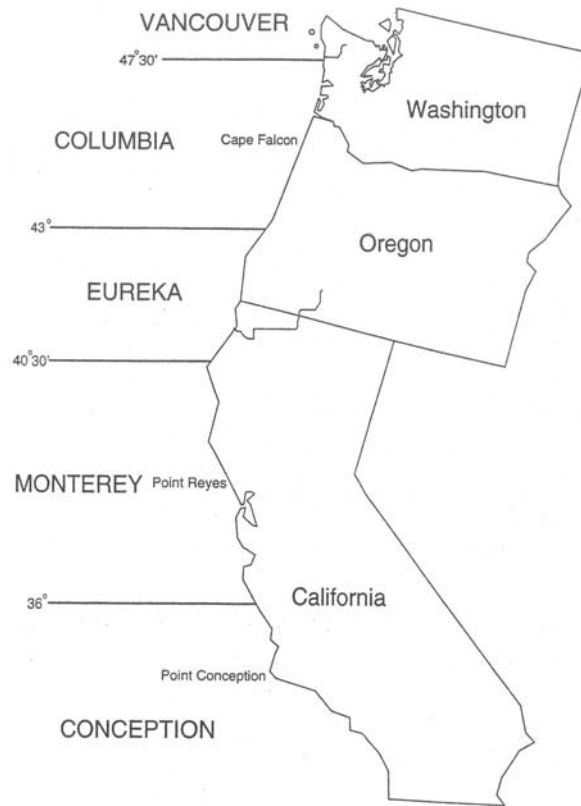 VANCOUVER
47°30'
Washington
COLUMBIA
Cape Falcon
43°
Oregon
EUREKA
40°30'
MONTEREY
Point Reyes
36°
California
Point Conception
CONCEPTION